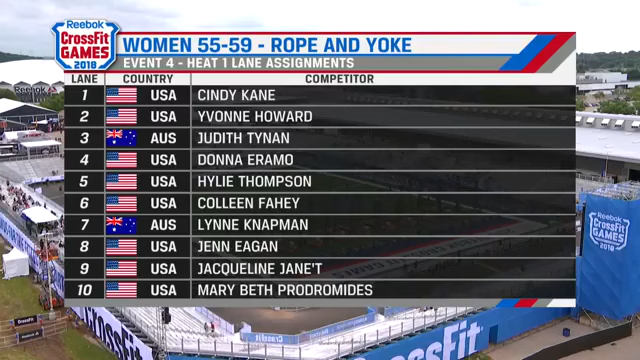 Reebok
CrossFit
GAMES
2018
WOMEN 55-59 - ROPE AND YOKE
EVENT 4 - HEAT 1 LANE ASSIGNMENTS
LANE COUNTRY COMPETITOR
1 USA CINDY KANE
2 USA YVONNE HOWARD
3 AUS JUDITH TYNAN
4 USA DONNA ERAMO
5 USA HYLIE THOMPSON
6 USA COLLEEN FAHEY
7 AUS LYNNE KNAPMAN
8 USA JENN EAGAN
9 USA JACQUELINE JANE'T
10 USA MARY BETH PRODROMIDES
Reebok
Reebok
CrossFit
GAMES
2018
CrossFit